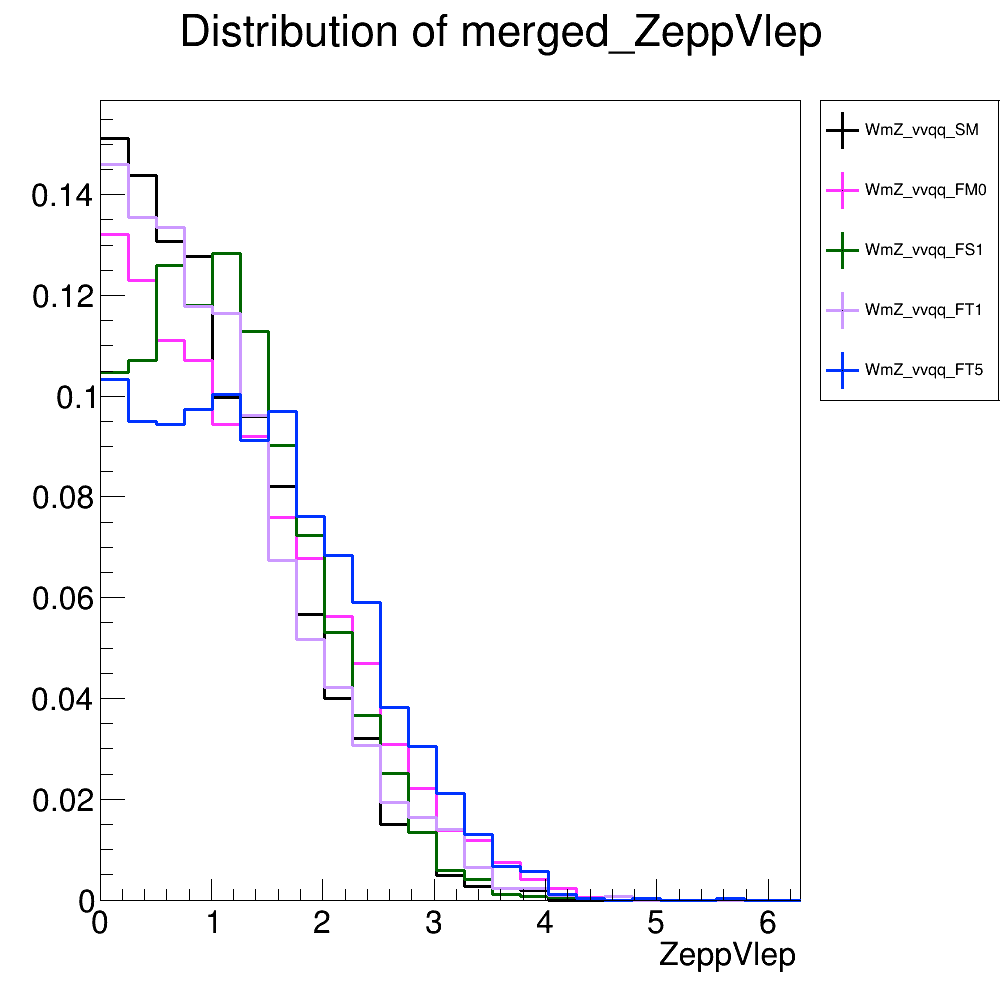 Distribution of merged_ZeppVlep
WmZ_vvqq_SM
WmZ_vvqq_FM0
WmZ_vvqq_FS1
WmZ_vvqq_FT1
WmZ_vvqq_FT5
0.14
0.12
0.1
0.08
0.06
0.04
0.02
0
0 1 2 3 4 5 6
ZeppVlep